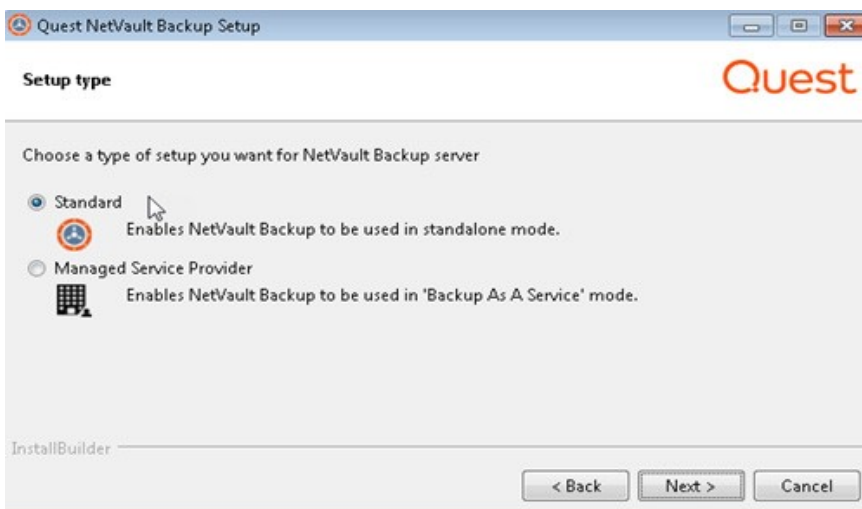 Quest NetVault Backup Setup
Setup type
Quest
Choose a type of setup you want for NetVault Backup server
Standard
Enables NetVault Backup to be used in standalone mode.
Managed Service Provider
Enables NetVault Backup to be used in 'Backup As A Service' mode.
InstallBuilder
< Back
Next >
Cancel